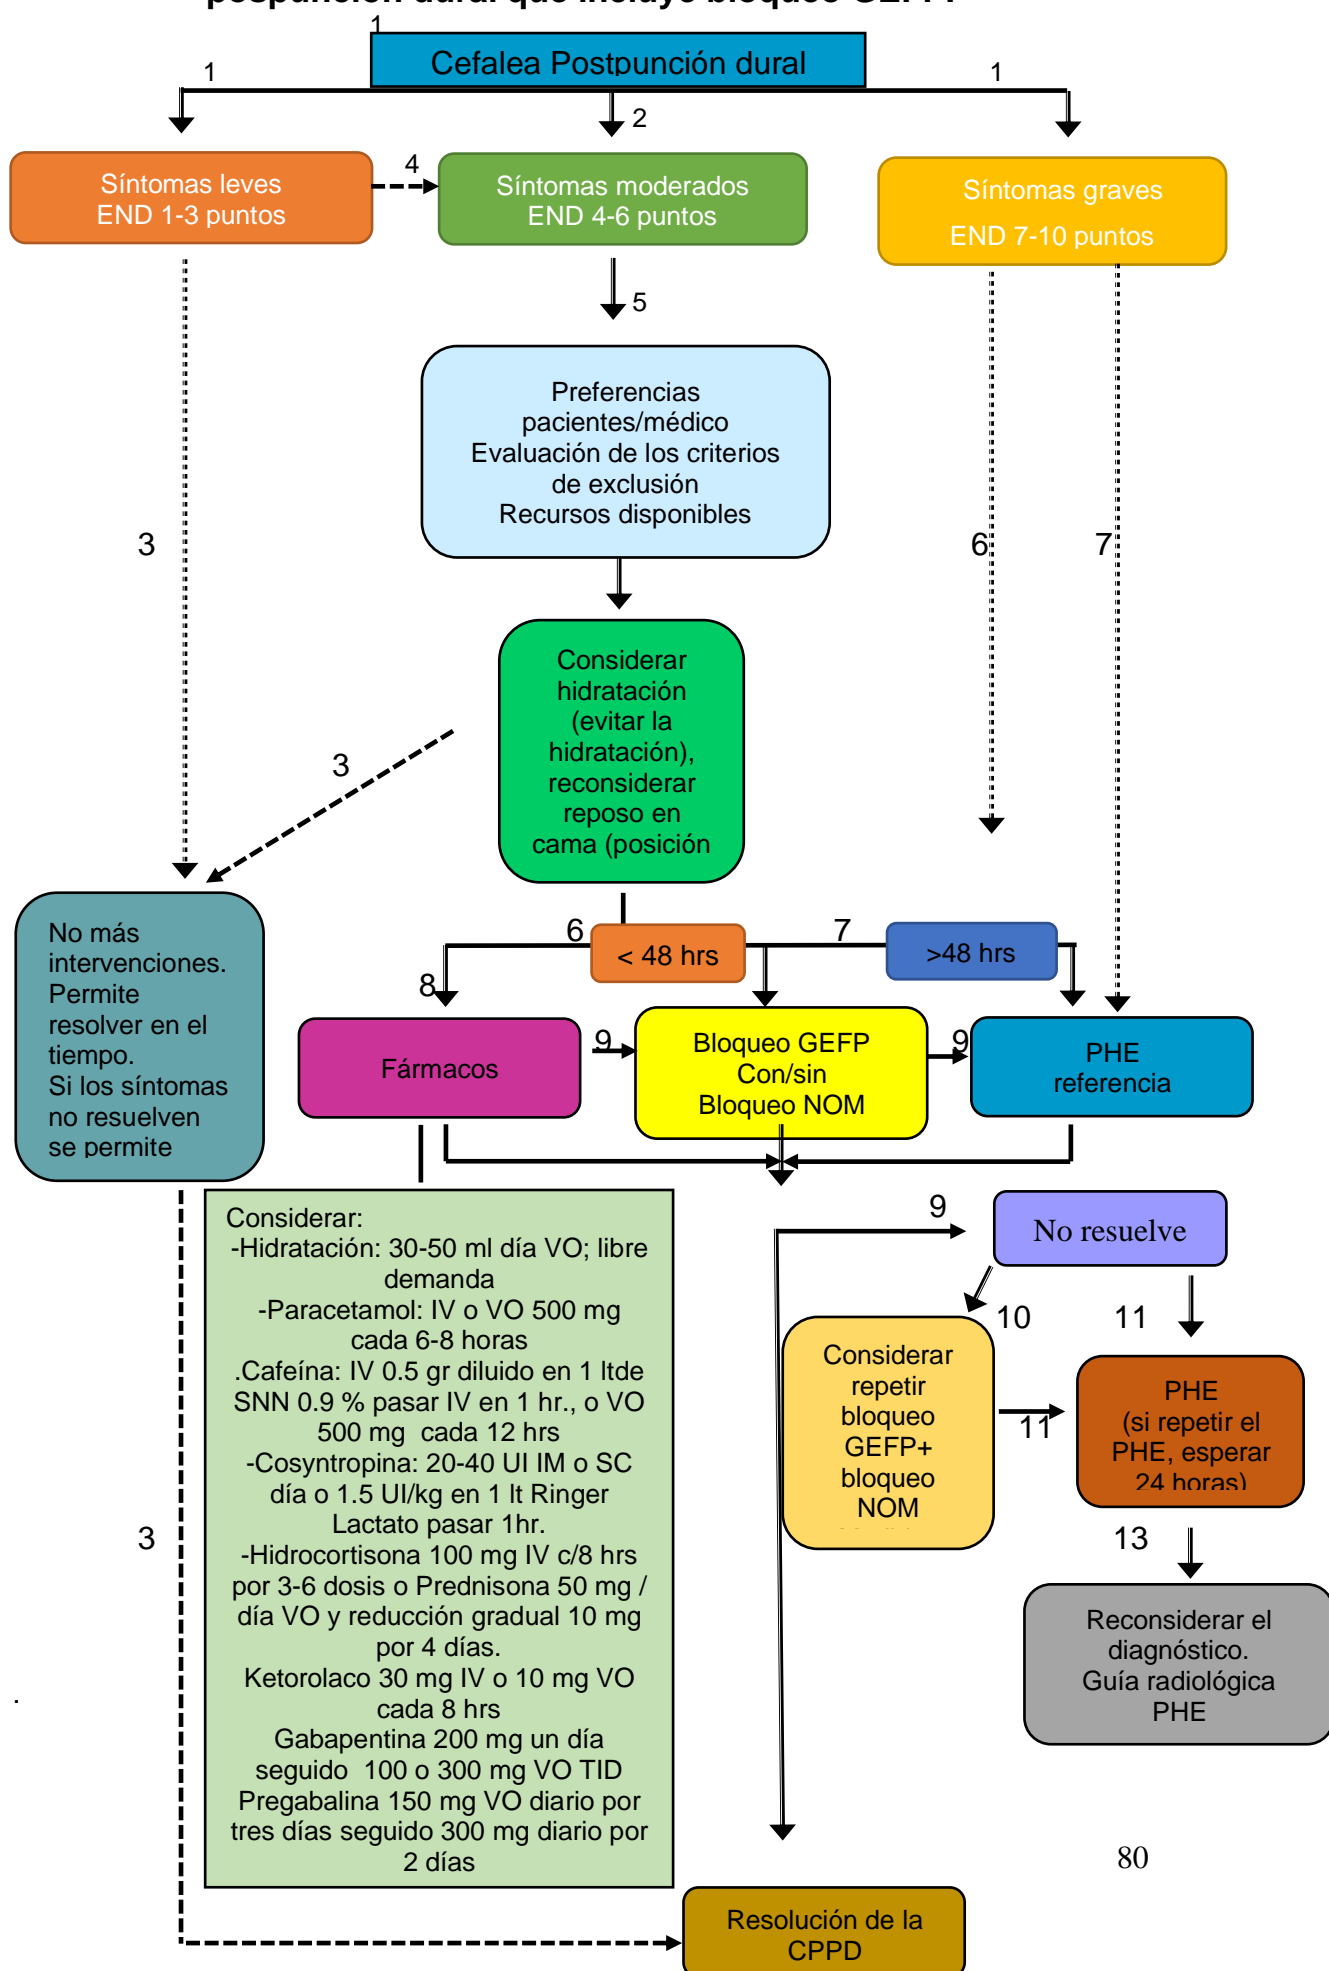 1
Cefalea Postpunción dural
1
1
2
4
Síntomas leves
END 1-3 puntos
Síntomas moderados
END 4-6 puntos
Síntomas graves
END 7-10 puntos
5
Preferencias
pacientes/médico
Evaluación de los criterios
de exclusión
Recursos disponibles
3
6
7
Considerar
hidratación
(evitar la
hidratación),
reconsiderar
reposo en
cama (posición
3
No más
intervenciones.
Permite
resolver en el
tiempo.
Si los síntomas
no resuelven
se permite
6
< 48 hrs
7
>48 hrs
8
Fármacos
9
Bloqueo GEFP
Con/sin
Bloqueo NOM
9
PHE
referencia
Considerar:
-Hidratación: 30-50 ml día VO; libre
demanda
-Paracetamol: IV o VO 500 mg
cada 6-8 horas
.Cafeína: IV 0.5 gr diluido en 1 ltde
SNN 0.9 % pasar IV en 1 hr., o VO
500 mg  cada 12 hrs
-Cosyntropina: 20-40 UI IM o SC
día o 1.5 UI/kg en 1 lt Ringer
Lactato pasar 1hr.
-Hidrocortisona 100 mg IV c/8 hrs
por 3-6 dosis o Prednisona 50 mg /
día VO y reducción gradual 10 mg
por 4 días.
Ketorolaco 30 mg IV o 10 mg VO
cada 8 hrs
Gabapentina 200 mg un día
seguido  100 o 300 mg VO TID
Pregabalina 150 mg VO diario por
tres días seguido 300 mg diario por
2 días
9
No resuelve
10
11
Considerar
repetir
bloqueo
GEFP+
bloqueo
NOM
11
PHE
(si repetir el
PHE, esperar
24 horas)
3
13
Reconsiderar el
diagnóstico.
Guía radiológica
PHE
.
80
Resolución de la
CPPD